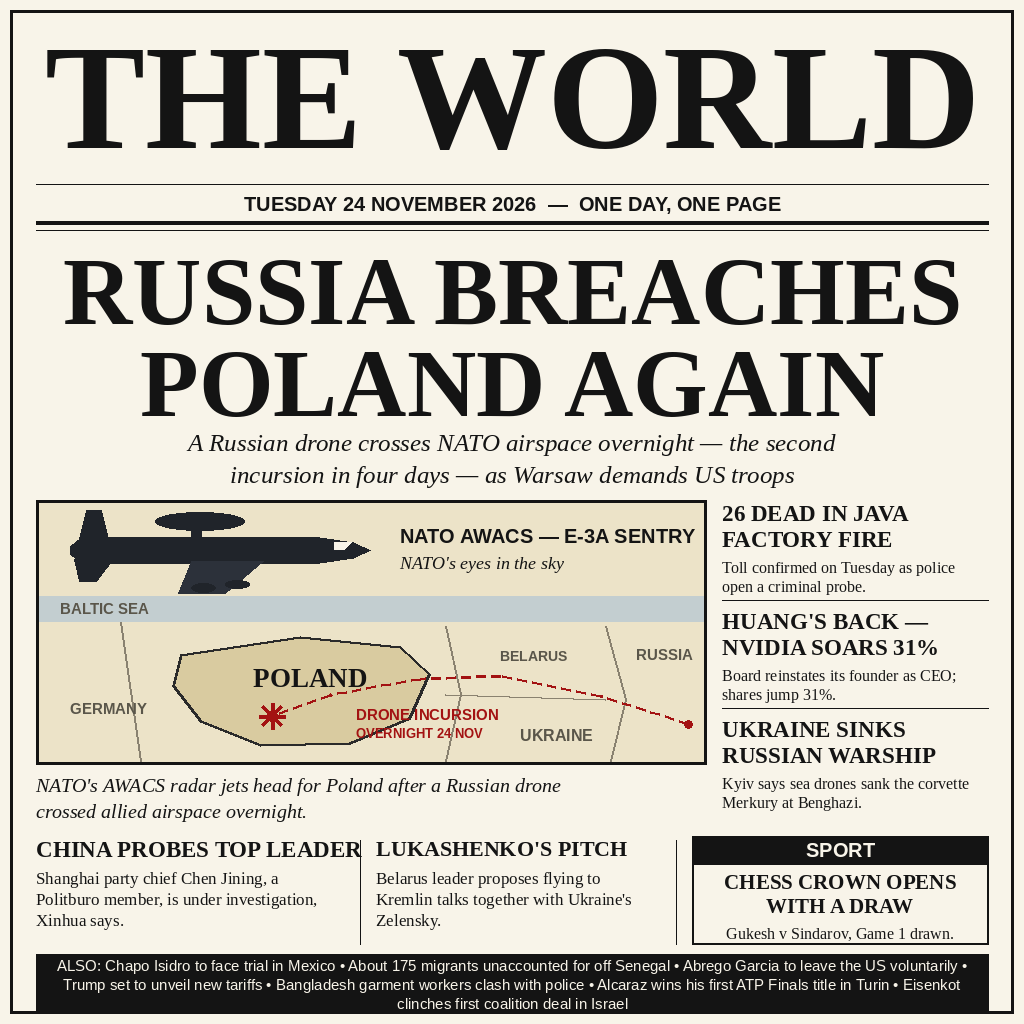 THE WORLD
TUESDAY 24 NOVEMBER 2026 — ONE DAY, ONE PAGE
RUSSIA BREACHES
POLAND AGAIN
A Russian drone crosses NATO airspace overnight — the second
incursion in four days — as Warsaw demands US troops
NATO AWACS — E-3A SENTRY
NATO's eyes in the sky
BALTIC SEA
BELARUS
RUSSIA
POLAND
GERMANY
DRONE INCURSION
OVERNIGHT 24 NOV
UKRAINE
NATO's AWACS radar jets head for Poland after a Russian drone
crossed allied airspace overnight.
26 DEAD IN JAVA
FACTORY FIRE
Toll confirmed on Tuesday as police
open a criminal probe.
HUANG'S BACK —
NVIDIA SOARS 31%
Board reinstates its founder as CEO;
shares jump 31%.
UKRAINE SINKS
RUSSIAN WARSHIP
Kyiv says sea drones sank the corvette
Merkury at Benghazi.
CHINA PROBES TOP LEADER
Shanghai party chief Chen Jining, a
Politburo member, is under investigation,
Xinhua says.
LUKASHENKO'S PITCH
Belarus leader proposes flying to
Kremlin talks together with Ukraine's
Zelensky.
SPORT
CHESS CROWN OPENS
WITH A DRAW
Gukesh v Sindarov, Game 1 drawn.
ALSO: Chapo Isidro to face trial in Mexico • About 175 migrants unaccounted for off Senegal • Abrego Garcia to leave the US voluntarily •
Trump set to unveil new tariffs • Bangladesh garment workers clash with police • Alcaraz wins his first ATP Finals title in Turin • Eisenkot
clinches first coalition deal in Israel